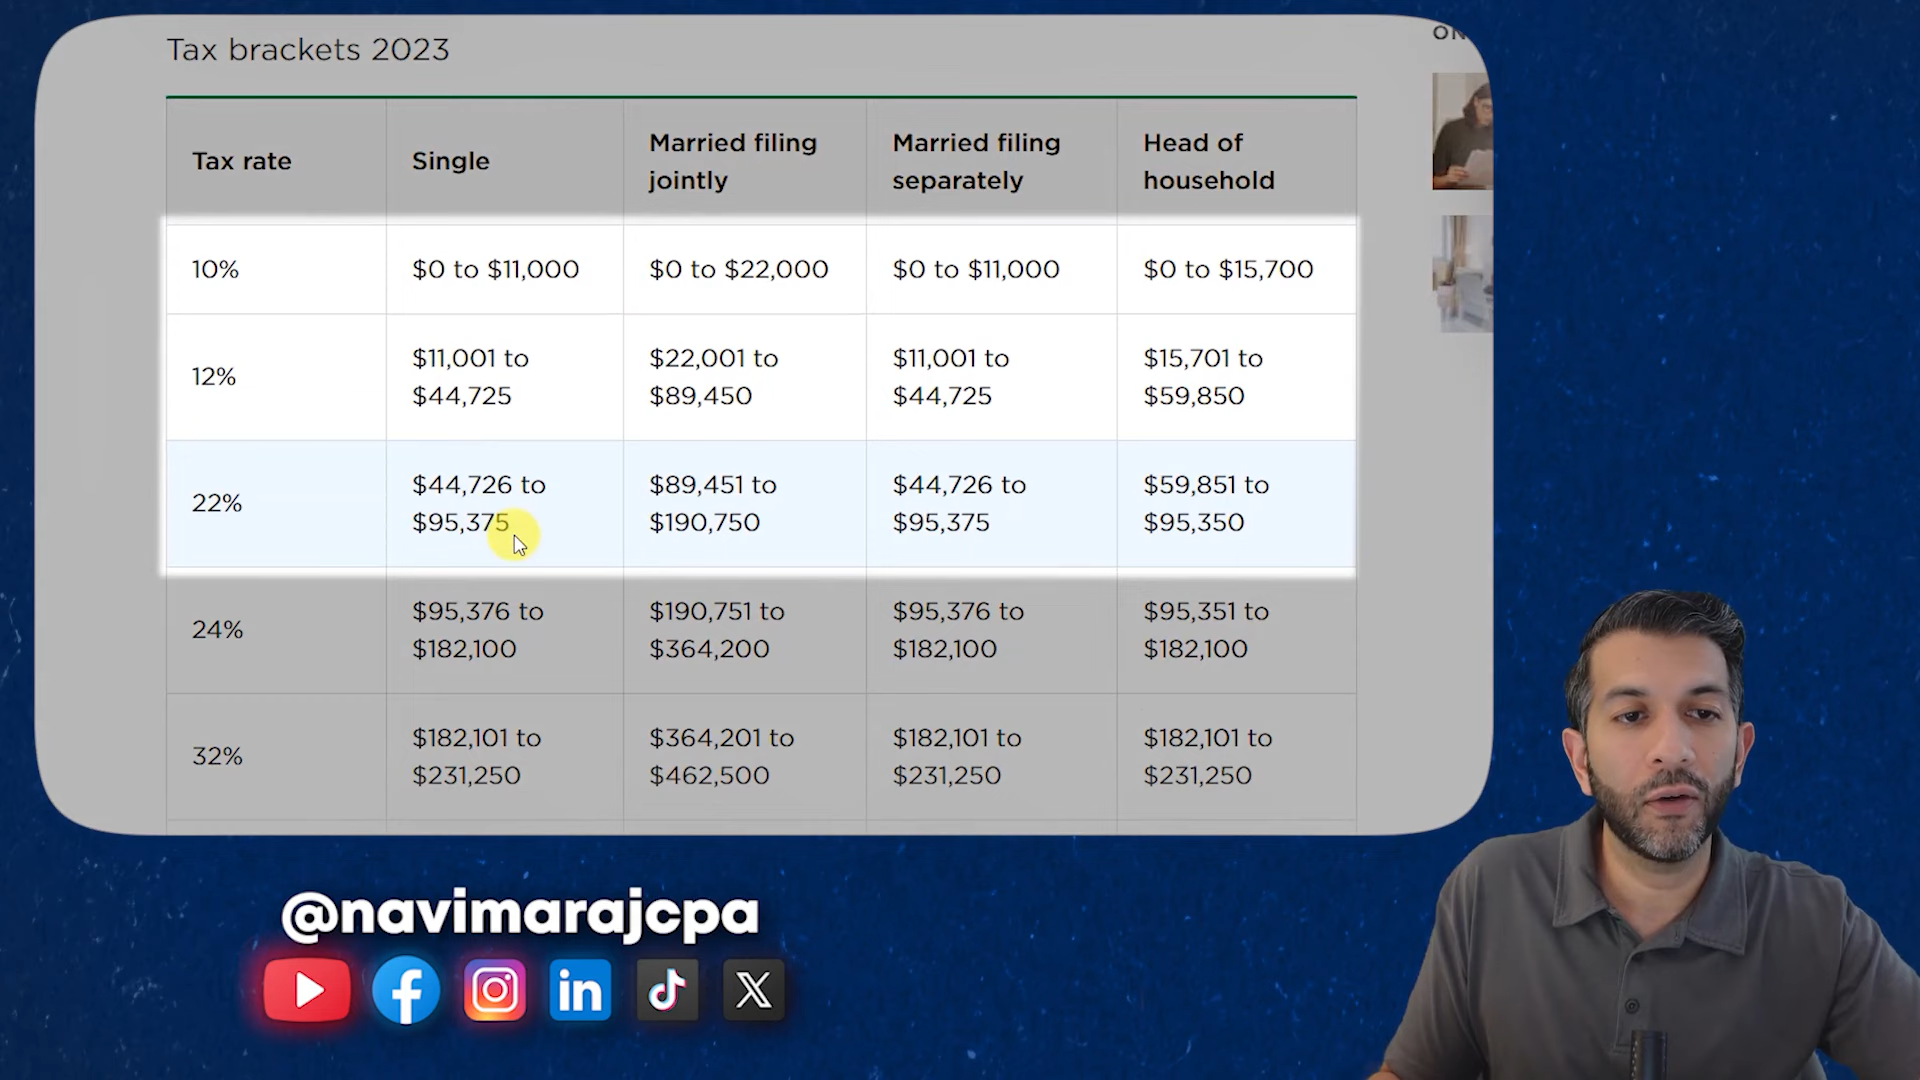 Tax brackets 2023
ON
Tax rate
Single
Married filing
jointly
Married filing
separately
Head of
household
10%
$0 to $11,000
$0 to $22,000
$0 to $11,000
$0 to $15,700
12%
$11,001 to
$44,725
$22,001 to
$89,450
$11,001 to
$44,725
$15,701 to
$59,850
22%
$44,726 to
$95,375
$89,451 to
$190,750
$44,726 to
$95,375
$59,851 to
$95,350
24%
$95,376 to
$182,100
$190,751 to
$364,200
$95,376 to
$182,100
$95,351 to
$182,100
32%
$182,101 to
$231,250
$364,201 to
$462,500
$182,101 to
$231,250
$182,101 to
$231,250
@navimarajcpa